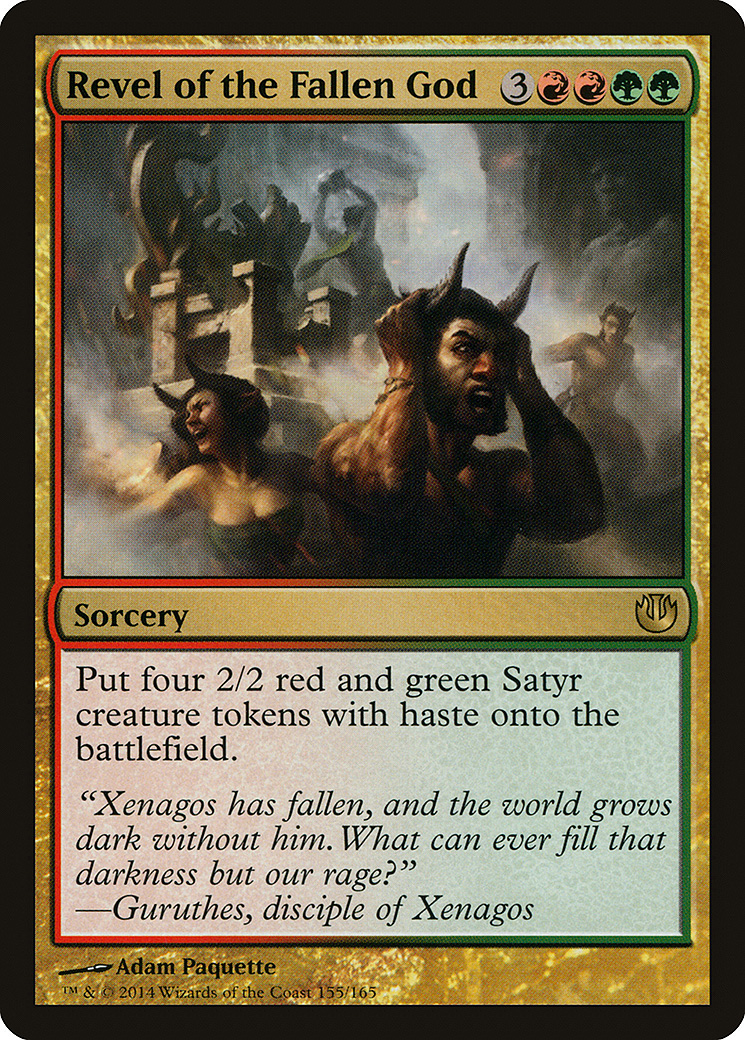 Revel of the Fallen God 3
Sorcery
Put four 2/2 red and green Satyr
creature tokens with haste onto the
battlefield.
“Xenagos has fallen, and the world grows
dark without him. What can ever fill that
darkness but our rage?”
—Guruthes, disciple of Xenagos
Adam Paquette
™ & © 2014 Wizards of the Coast 155/165